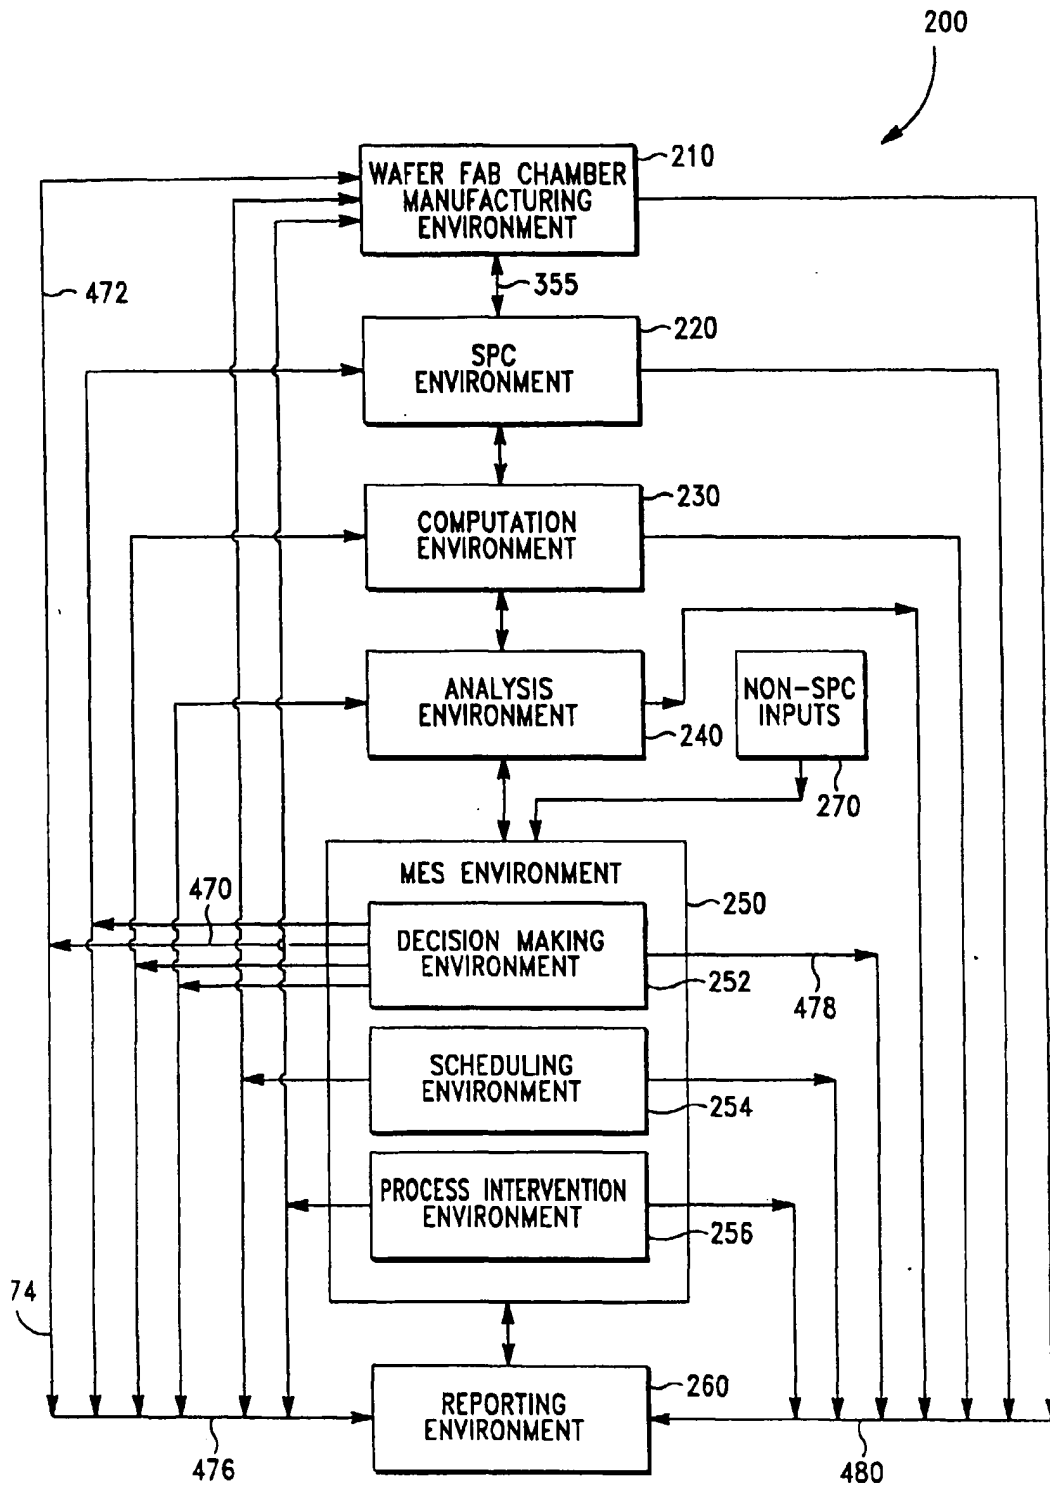 200
WAFER FAB CHAMBER
MANUFACTURING
ENVIRONMENT
210
472
355
SPC
ENVIRONMENT
220
COMPUTATION
ENVIRONMENT
230
ANALYSIS
ENVIRONMENT
240
NON-SPC
INPUTS
270
MES ENVIRONMENT
250
470
DECISION MAKING
ENVIRONMENT
252
478
SCHEDULING
ENVIRONMENT
254
PROCESS INTERVENTION
ENVIRONMENT
256
74
REPORTING
ENVIRONMENT
260
476
480